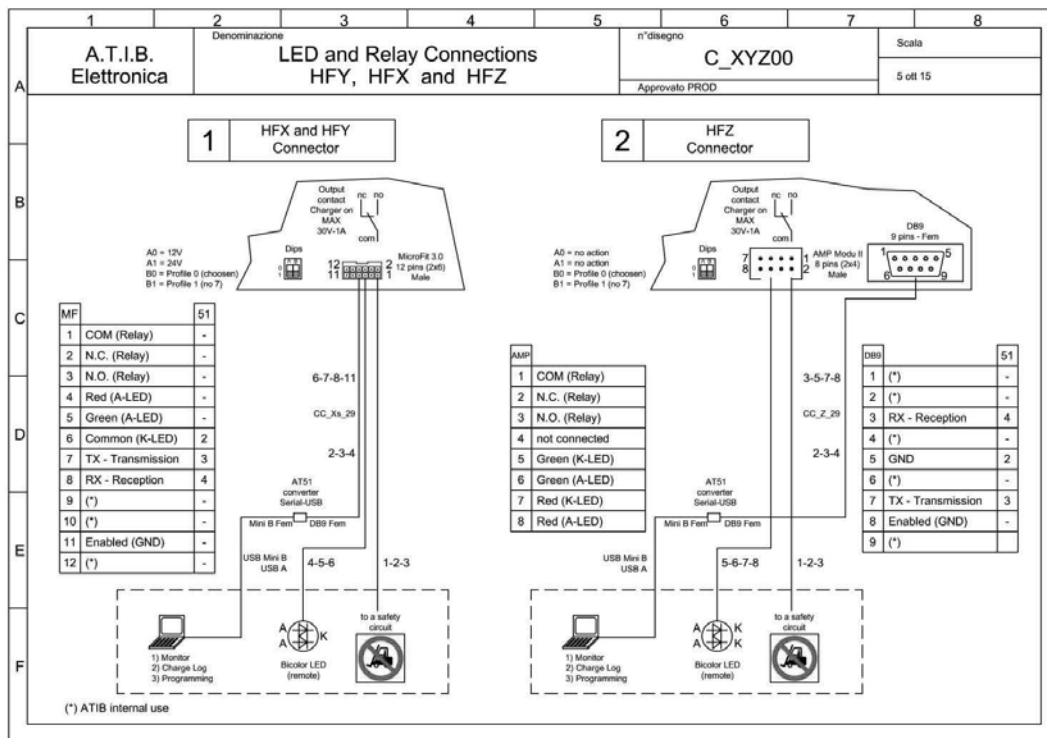 1 2 3 4 5 6 7 8
A
B
C
D
E
F
A.T.I.B.
Elettronica
Denominazione
LED and Relay Connections
HFY, HFX and HFZ
n°disegno
C_XYZ00
Approvato PROD
Scala
5 ott 15
1
HFX and HFY
Connector
Output
contact
Charger on
MAX
30V-1A
nc no
com
A0 = 12V
A1 = 24V
B0 = Profile 0 (choosen)
B1 = Profile 1 (no 7)
Dips
A B
0
1
12 2
11 1
MicroFit 3.0
12 pins (2x6)
Male
MF 51
1 COM (Relay) -
2 N.C. (Relay) -
3 N.O. (Relay) -
4 Red (A-LED) -
5 Green (A-LED) -
6 Common (K-LED) 2
7 TX - Transmission 3
8 RX - Reception 4
9 (*) -
10 (*) -
11 Enabled (GND) -
12 (*) -
6-7-8-11
CC_Xs_29
2-3-4
AT51
converter
Serial-USB
Mini B Fem DB9 Fem
USB Mini B
USB A
4-5-6
1-2-3
1) Monitor
2) Charge Log
3) Programming
A
A
K
Bicolor LED
(remote)
to a safety
circuit
(*) ATIB internal use
2
HFZ
Connector
Output
contact
Charger on
MAX
30V-1A
nc no
com
A0 = no action
A1 = no action
B0 = Profile 0 (choosen)
B1 = Profile 1 (no 7)
Dips
A B
0
1
7 1
8 2
AMP Modu II
8 pins (2x4)
Male
DB9
9 pins - Fem
1 5
6 9
AMP
1 COM (Relay)
2 N.C. (Relay)
3 N.O. (Relay)
4 not connected
5 Green (K-LED)
6 Green (A-LED)
7 Red (K-LED)
8 Red (A-LED)
3-5-7-8
CC_Z_29
2-3-4
DB9 51
1 (*) -
2 (*) -
3 RX - Reception 4
4 (*) -
5 GND 2
6 (*) -
7 TX - Transmission 3
8 Enabled (GND) -
9 (*)
AT51
converter
Serial-USB
Mini B Fem DB9 Fem
USB Mini B
USB A
5-6-7-8
1-2-3
1) Monitor
2) Charge Log
3) Programming
A K
A K
Bicolor LED
(remote)
to a safety
circuit